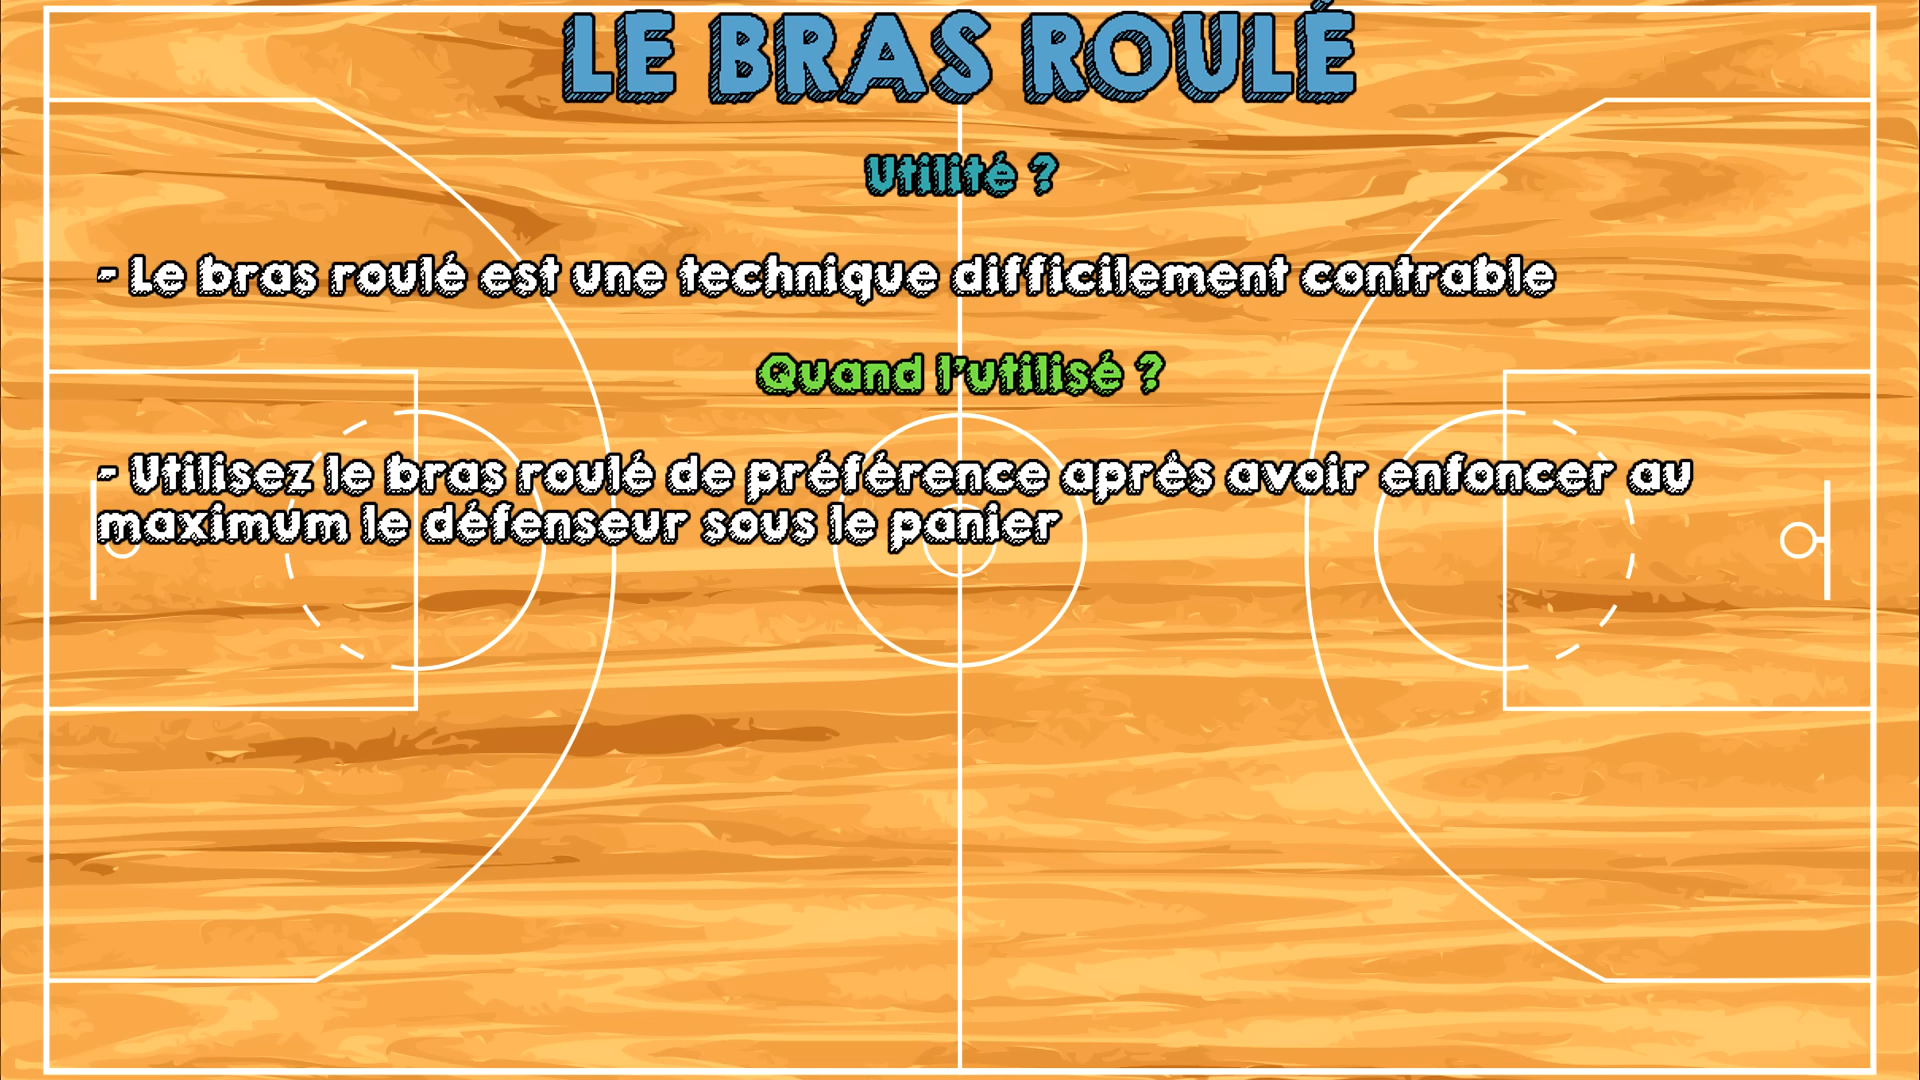 LE BRAS ROULÉ
Utilité ?
- Le bras roulé est une technique difficilement contrable
Quand l'utilisé ?
- Utilisez le bras roulé de préférence après avoir enfoncer au
maximum le défenseur sous le panier